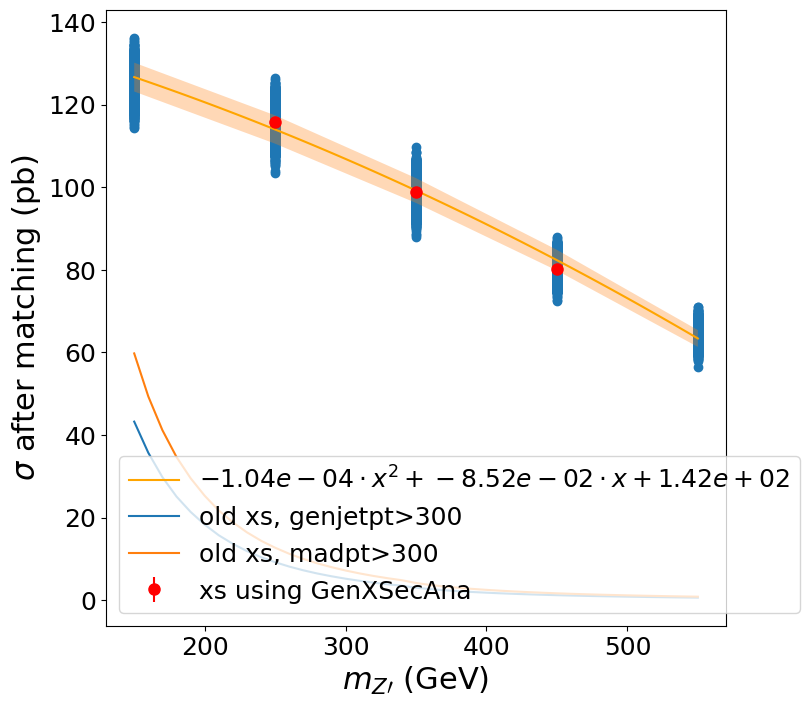 σ after matching (pb)
140
120
100
80
60
40
20
0
−1.04e − 04 · x² + −8.52e − 02 · x + 1.42e + 02
old xs, genjetpt>300
old xs, madpt>300
xs using GenXSecAna
200 300 400 500
m_{Z′} (GeV)